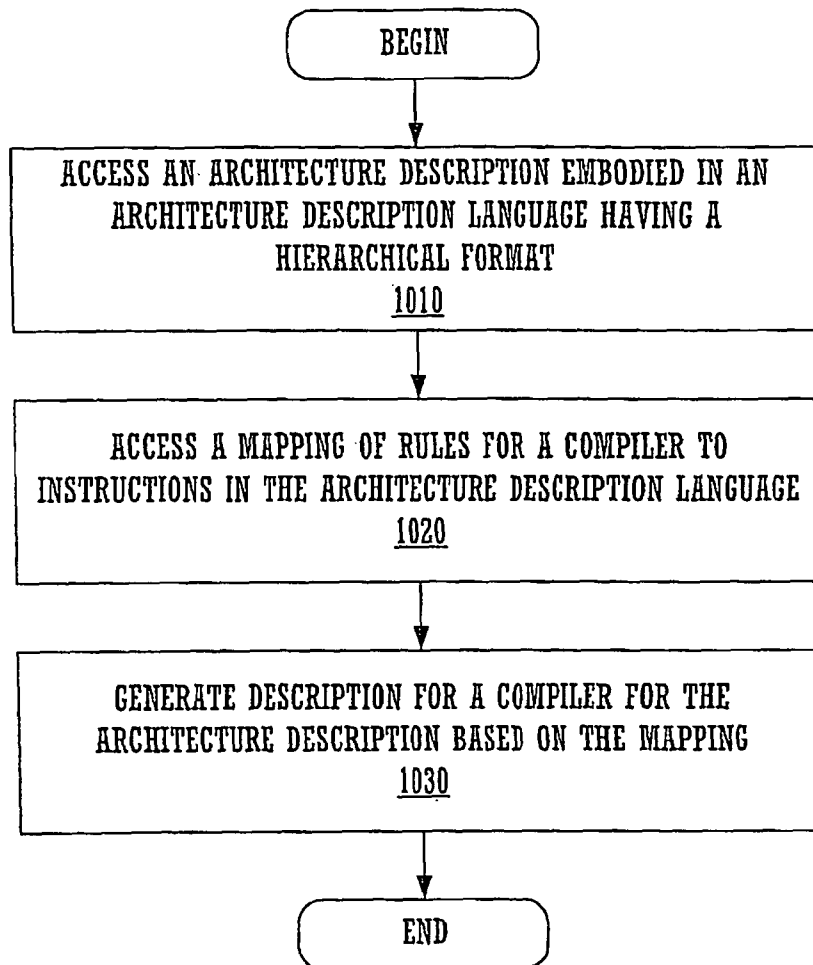 BEGIN
ACCESS AN ARCHITECTURE DESCRIPTION EMBODIED IN AN
ARCHITECTURE DESCRIPTION LANGUAGE HAVING A
HIERARCHICAL FORMAT
1010
ACCESS A MAPPING OF RULES FOR A COMPILER TO
INSTRUCTIONS IN THE ARCHITECTURE DESCRIPTION LANGUAGE
1020
GENERATE DESCRIPTION FOR A COMPILER FOR THE
ARCHITECTURE DESCRIPTION BASED ON THE MAPPING
1030
END